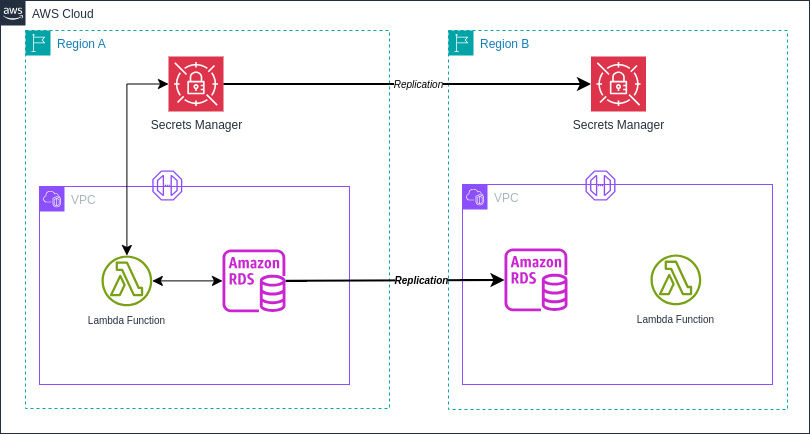 aws
AWS Cloud
Region A
Region B
Replication
Secrets Manager
Secrets Manager
VPC
VPC
Amazon
RDS
Replication
Amazon
RDS
Lambda Function
Lambda Function